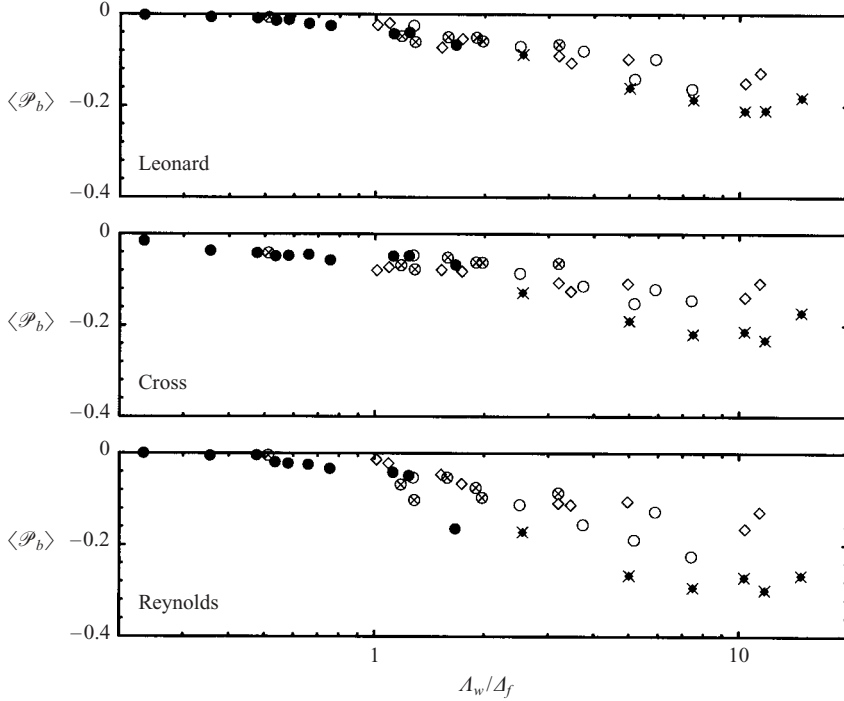 0
⟨𝒫_b⟩ −0.2
Leonard
−0.4
0
⟨𝒫_b⟩ −0.2
Cross
−0.4
0
⟨𝒫_b⟩ −0.2
Reynolds
−0.4
1 10
Λ_w/Δ_f